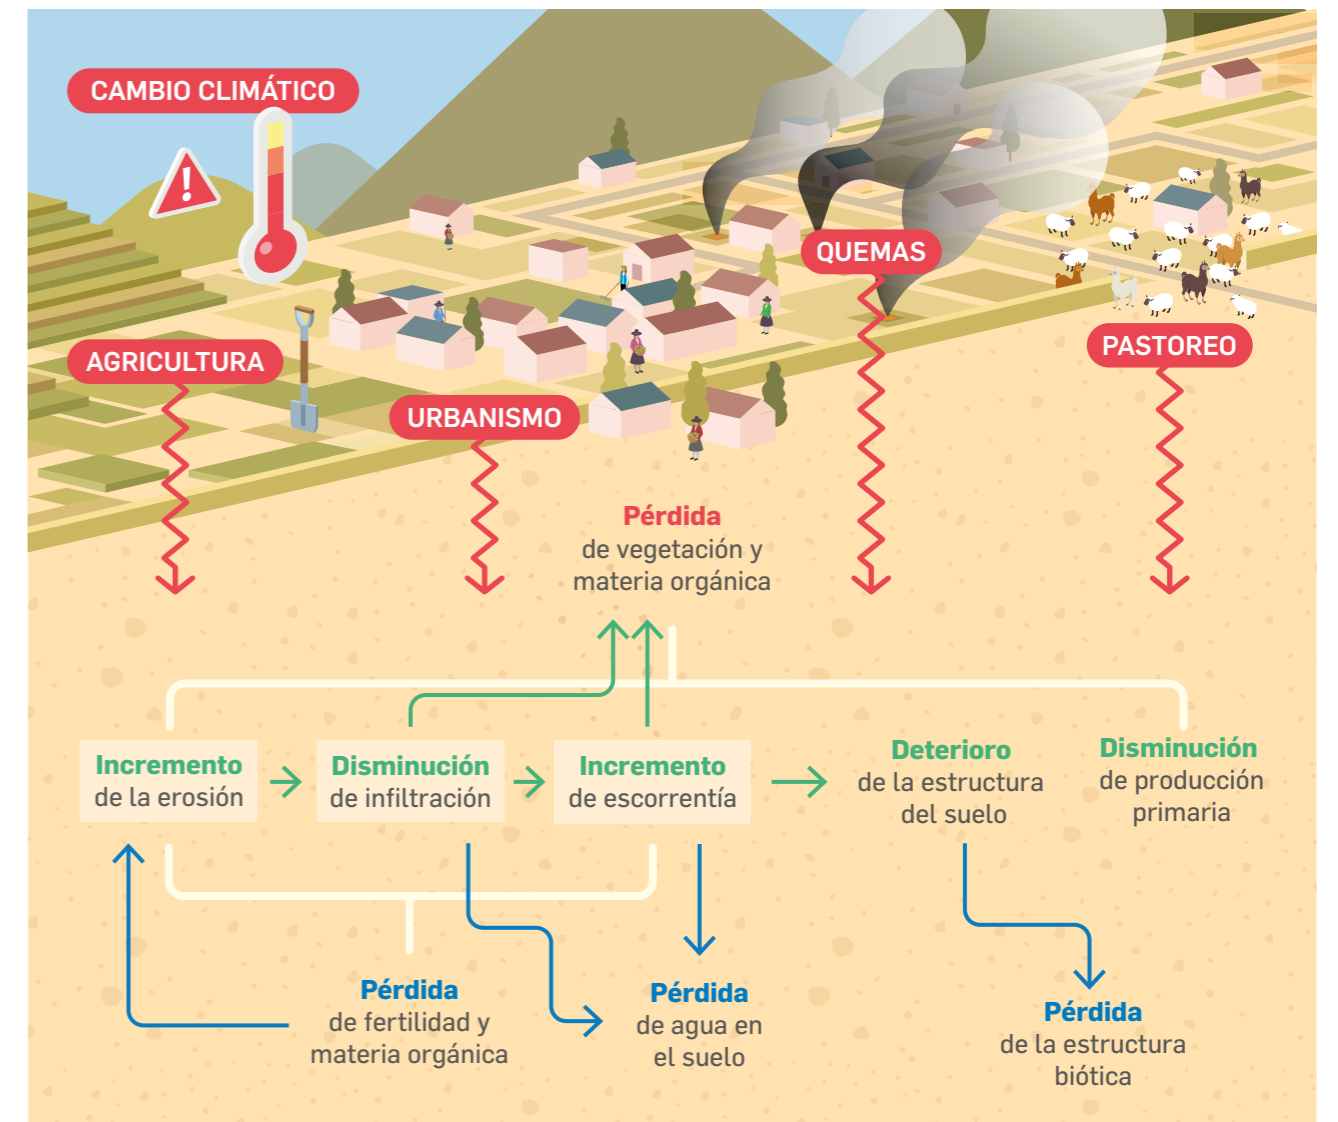 CAMBIO CLIMÁTICO
QUEMAS
PASTOREO
AGRICULTURA
URBANISMO
Pérdida
de vegetación y
materia orgánica
Incremento
de la erosión
Disminución
de infiltración
Incremento
de escorrentía
Deterioro
de la estructura
del suelo
Disminución
de producción
primaria
Pérdida
de fertilidad y
materia orgánica
Pérdida
de agua en
el suelo
Pérdida
de la estructura
biótica